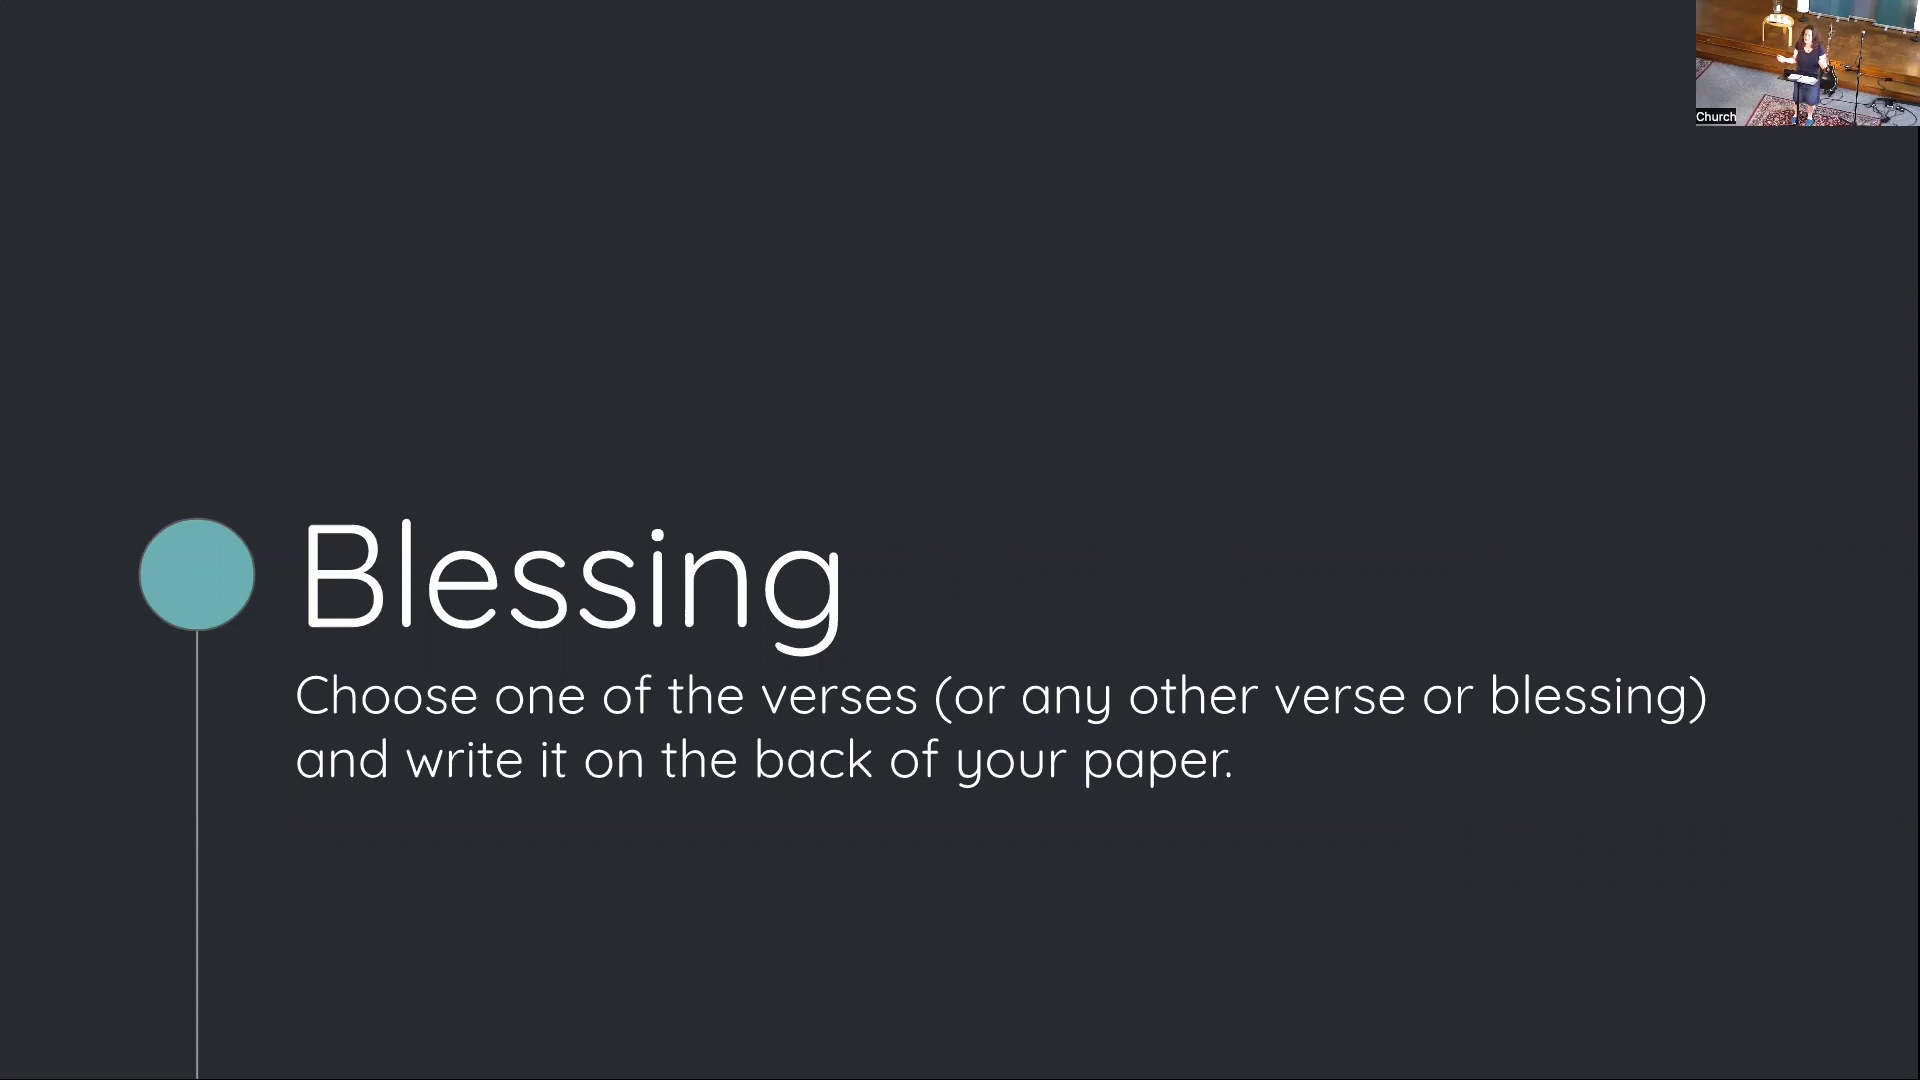 Church
Blessing
Choose one of the verses (or any other verse or blessing)
and write it on the back of your paper.